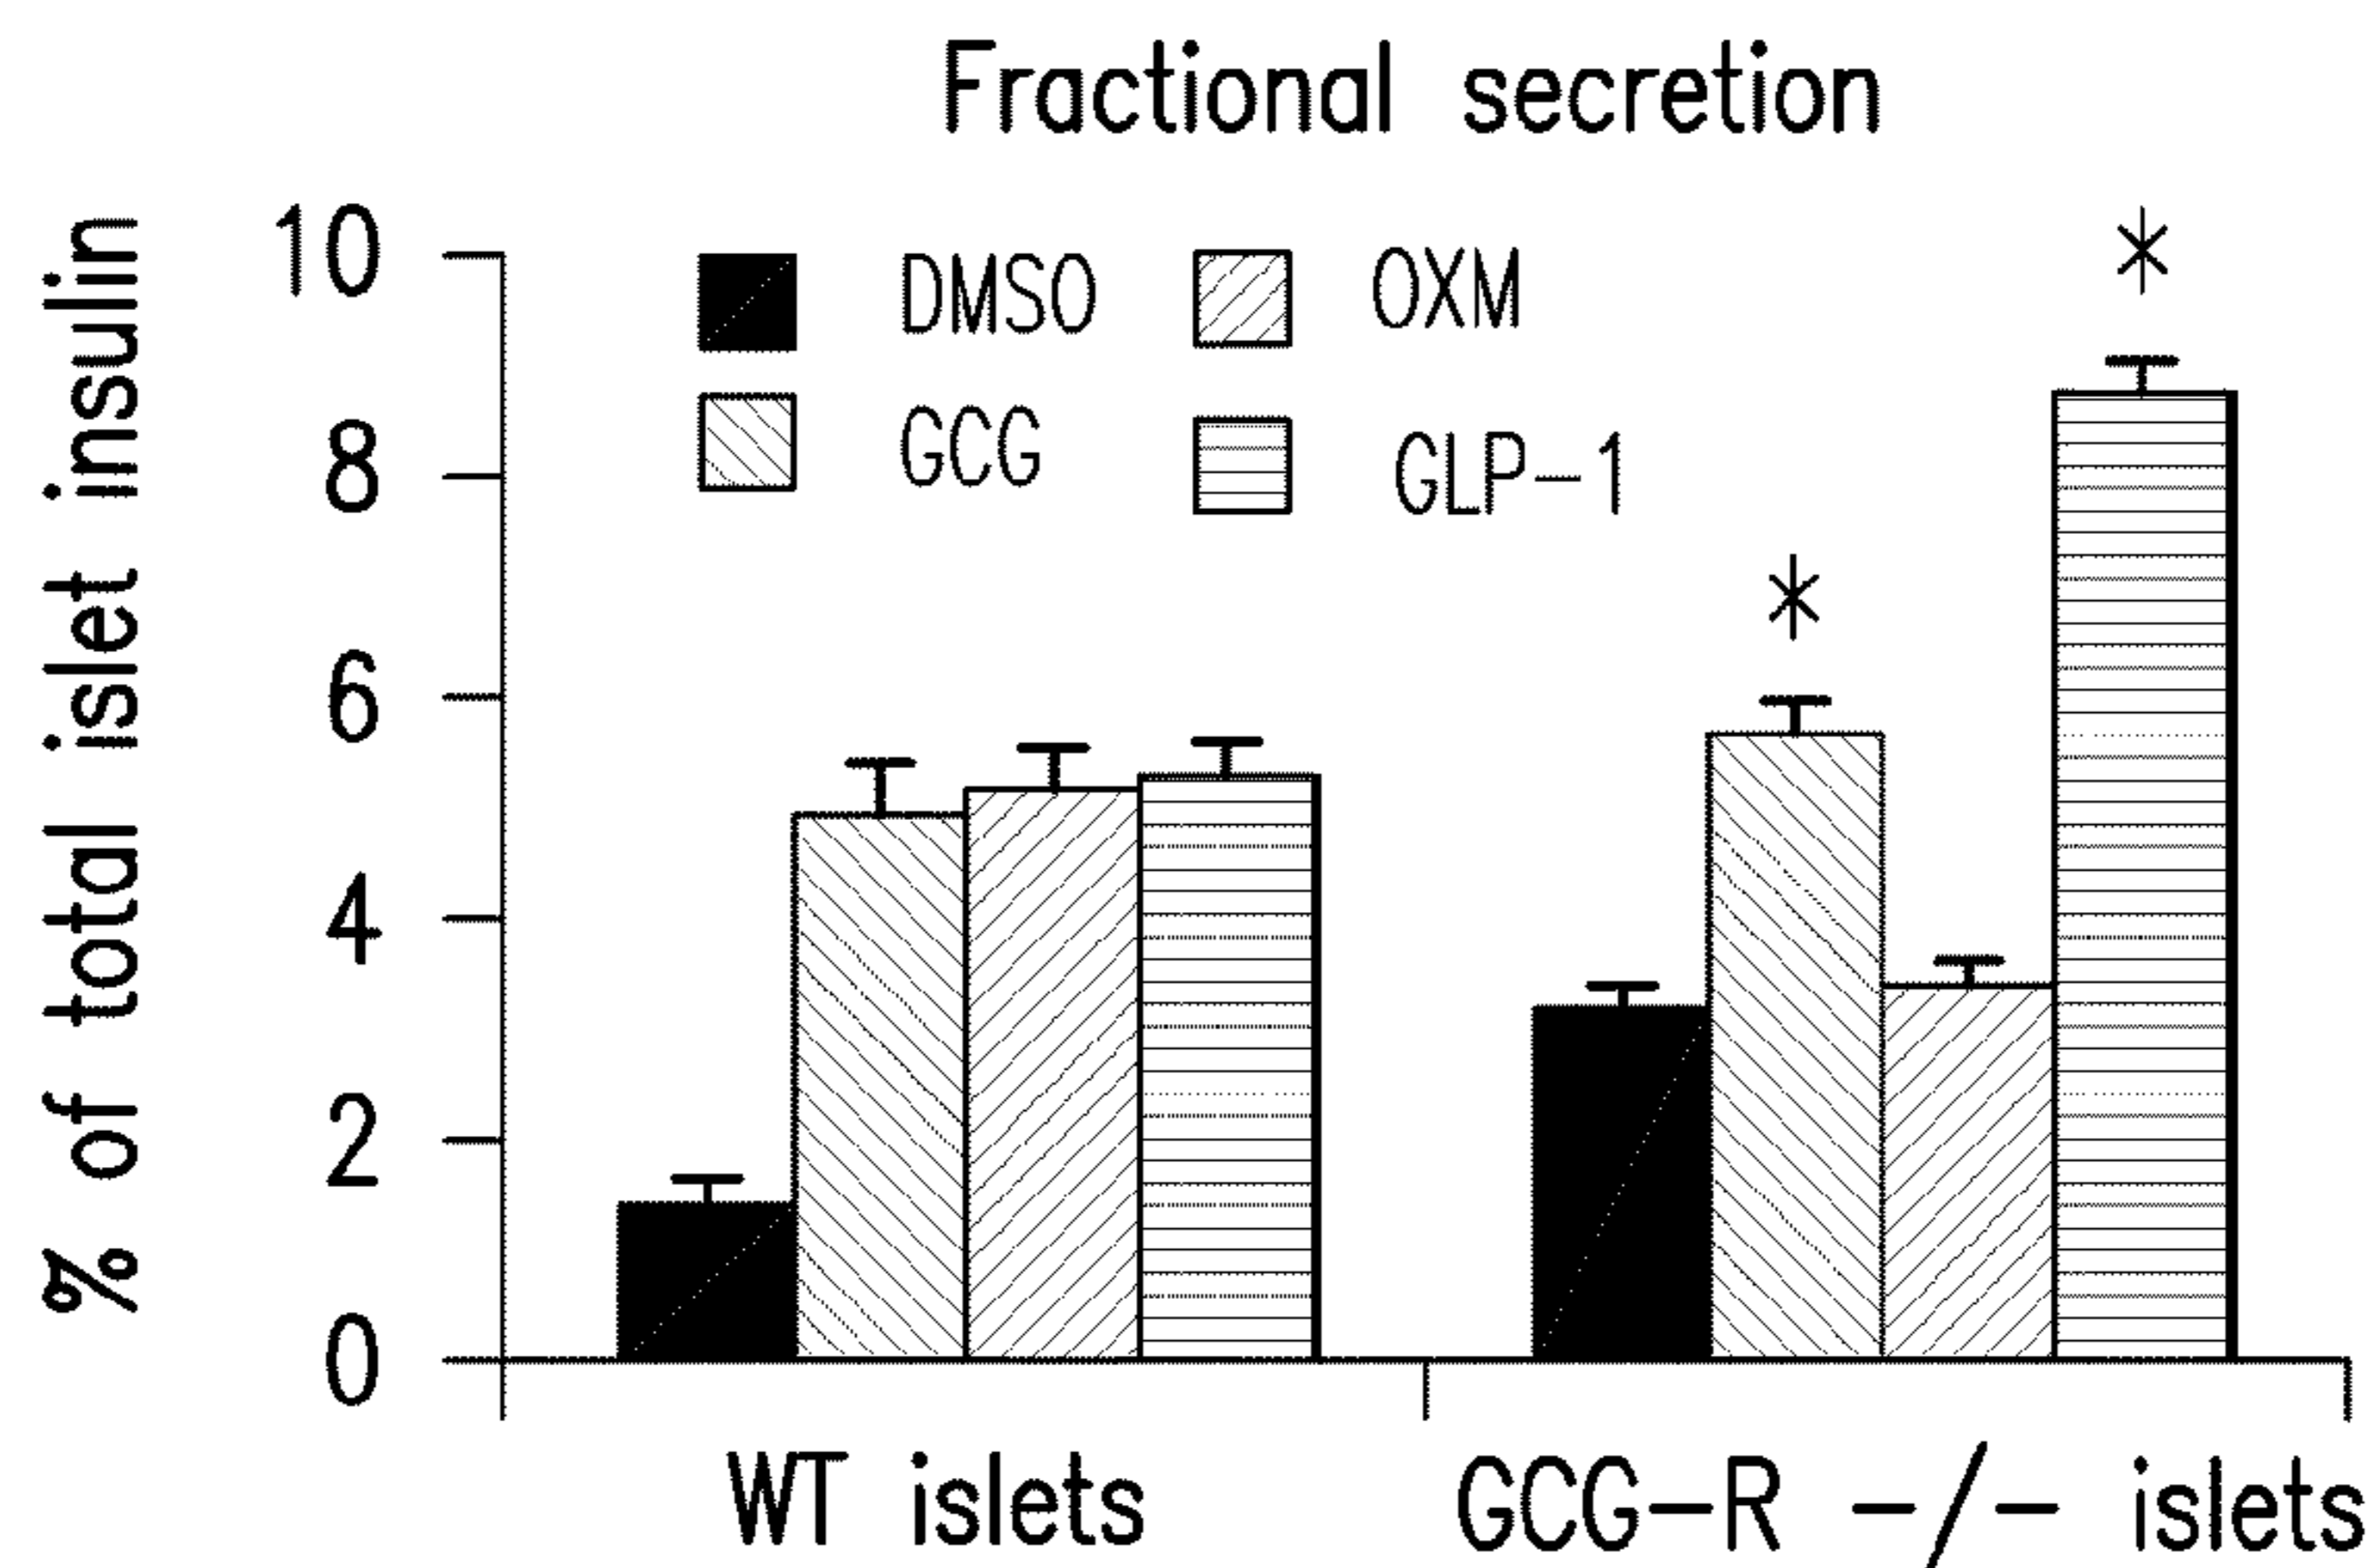 Fractional secretion
% of total islet insulin
10
8
6
4
2
0
DMSO
OXM
GCG
GLP-1
*
*
WT islets
GCG-R -/- islets